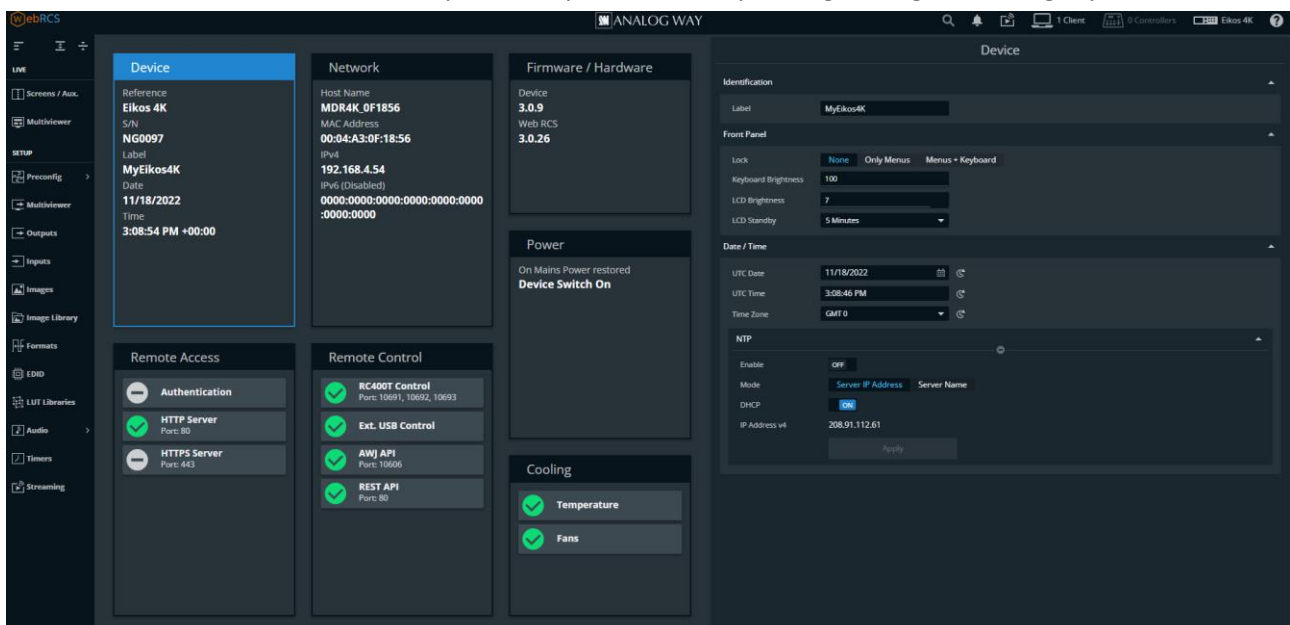 WebRCS
ANALOG WAY
1 Client
0 Controllers
Eikos 4K
LIVE
Screens / Aux.
Multiviewer
SETUP
Preconfig
Multiviewer
Outputs
Inputs
Images
Image Library
Formats
EDID
LUT Libraries
Audio
Timers
Streaming
Device
Reference
Eikos 4K
S/N
NG0097
Label
MyEikos4K
Date
11/18/2022
Time
3:08:54 PM +00:00
Network
Host Name
MDR4K_0F1856
MAC Address
00:04:A3:0F:18:56
IPv4
192.168.4.54
IPv6 (Disabled)
0000:0000:0000:0000:0000:0000
:0000:0000
Firmware / Hardware
Device
3.0.9
Web RCS
3.0.26
Power
On Mains Power restored
Device Switch On
Remote Access
Authentication
HTTP Server
Port: 80
HTTPS Server
Port: 443
Remote Control
RC400T Control
Port: 10691, 10692, 10693
Ext. USB Control
AWJ API
Port: 10606
REST API
Port: 80
Cooling
Temperature
Fans
Device
Identification
Label MyEikos4K
Front Panel
Lock None Only Menus Menus + Keyboard
Keyboard Brightness 100
LCD Brightness 7
LCD Standby 5 Minutes
Date / Time
UTC Date 11/18/2022
UTC Time 3:08:46 PM
Time Zone GMT 0
NTP
Enable OFF
Mode Server IP Address Server Name
DHCP ON
IP Address v4 208.91.112.61
Apply